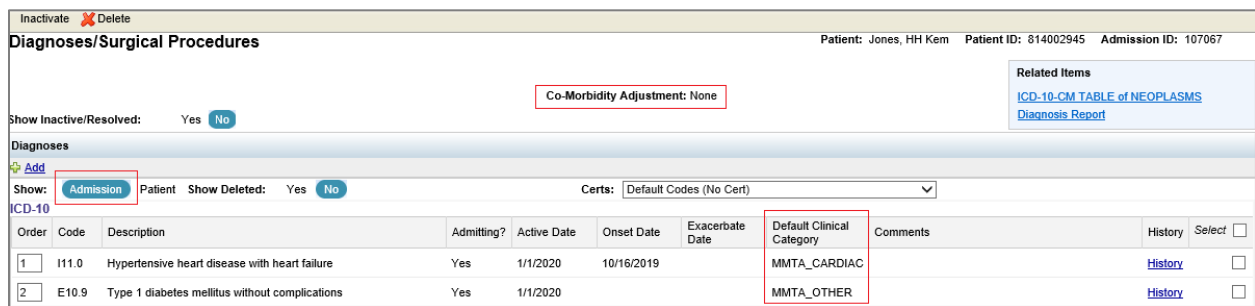 Inactivate Delete
Diagnoses/Surgical Procedures
Patient: Jones, HH Kem Patient ID: 814002945 Admission ID: 107067
Related Items
Co-Morbidity Adjustment: None
ICD-10-CM TABLE of NEOPLASMS
Diagnosis Report
Show Inactive/Resolved: Yes No
Diagnoses
Add
Show: Admission Patient Show Deleted: Yes No Certs: Default Codes (No Cert)
ICD-10
Order Code Description Admitting? Active Date Onset Date Exacerbate Date Default Clinical Category Comments History Select
1 I11.0 Hypertensive heart disease with heart failure Yes 1/1/2020 10/16/2019 MMTA_CARDIAC History
2 E10.9 Type 1 diabetes mellitus without complications Yes 1/1/2020 MMTA_OTHER History